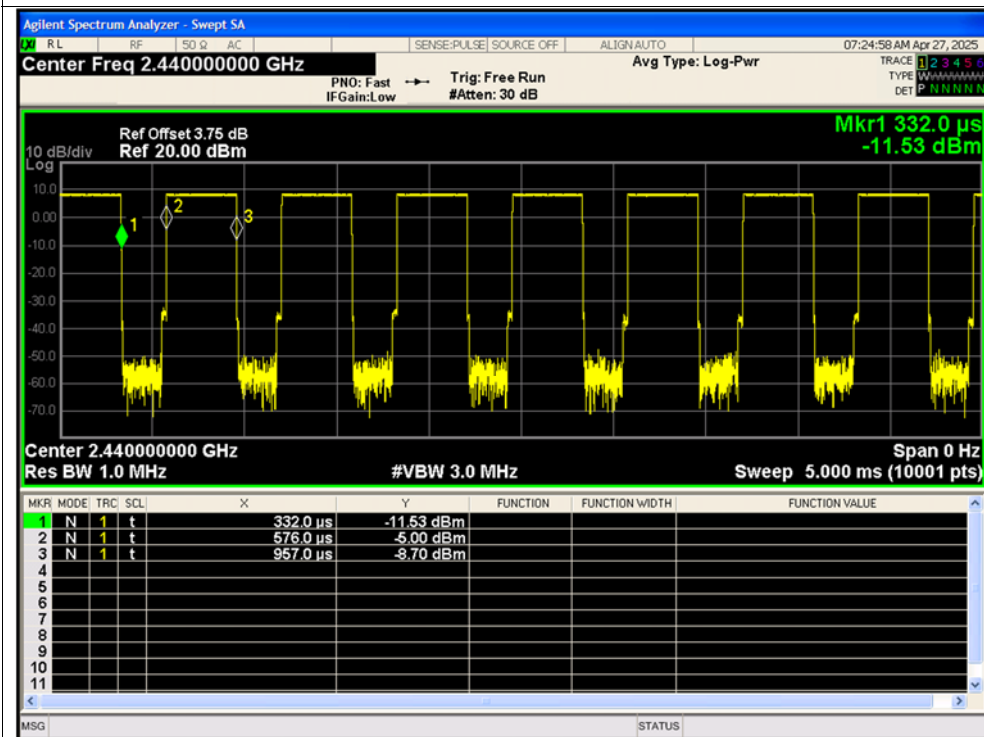 Agilent Spectrum Analyzer - Swept SA
LXI RL RF 50 Ω AC SENSE:PULSE SOURCE OFF ALIGN AUTO 07:24:58 AM Apr 27, 2025
Center Freq 2.440000000 GHz
PNO: Fast
IFGain:Low
Trig: Free Run
#Atten: 30 dB
Avg Type: Log-Pwr
TRACE 1 2 3 4 5 6
TYPE W
DET P N N N N N
Mkr1 332.0 µs
-11.53 dBm
Ref Offset 3.75 dB
10 dB/div Ref 20.00 dBm
Log
10.0
0.00
-10.0
-20.0
-30.0
-40.0
-50.0
-60.0
-70.0
1
2
3
Center 2.440000000 GHz Span 0 Hz
Res BW 1.0 MHz #VBW 3.0 MHz Sweep 5.000 ms (10001 pts)
MKR MODE TRC SCL X Y FUNCTION FUNCTION WIDTH FUNCTION VALUE
1 N 1 t 332.0 µs -11.53 dBm
2 N 1 t 576.0 µs -5.00 dBm
3 N 1 t 957.0 µs -8.70 dBm
4
5
6
7
8
9
10
11
MSG STATUS